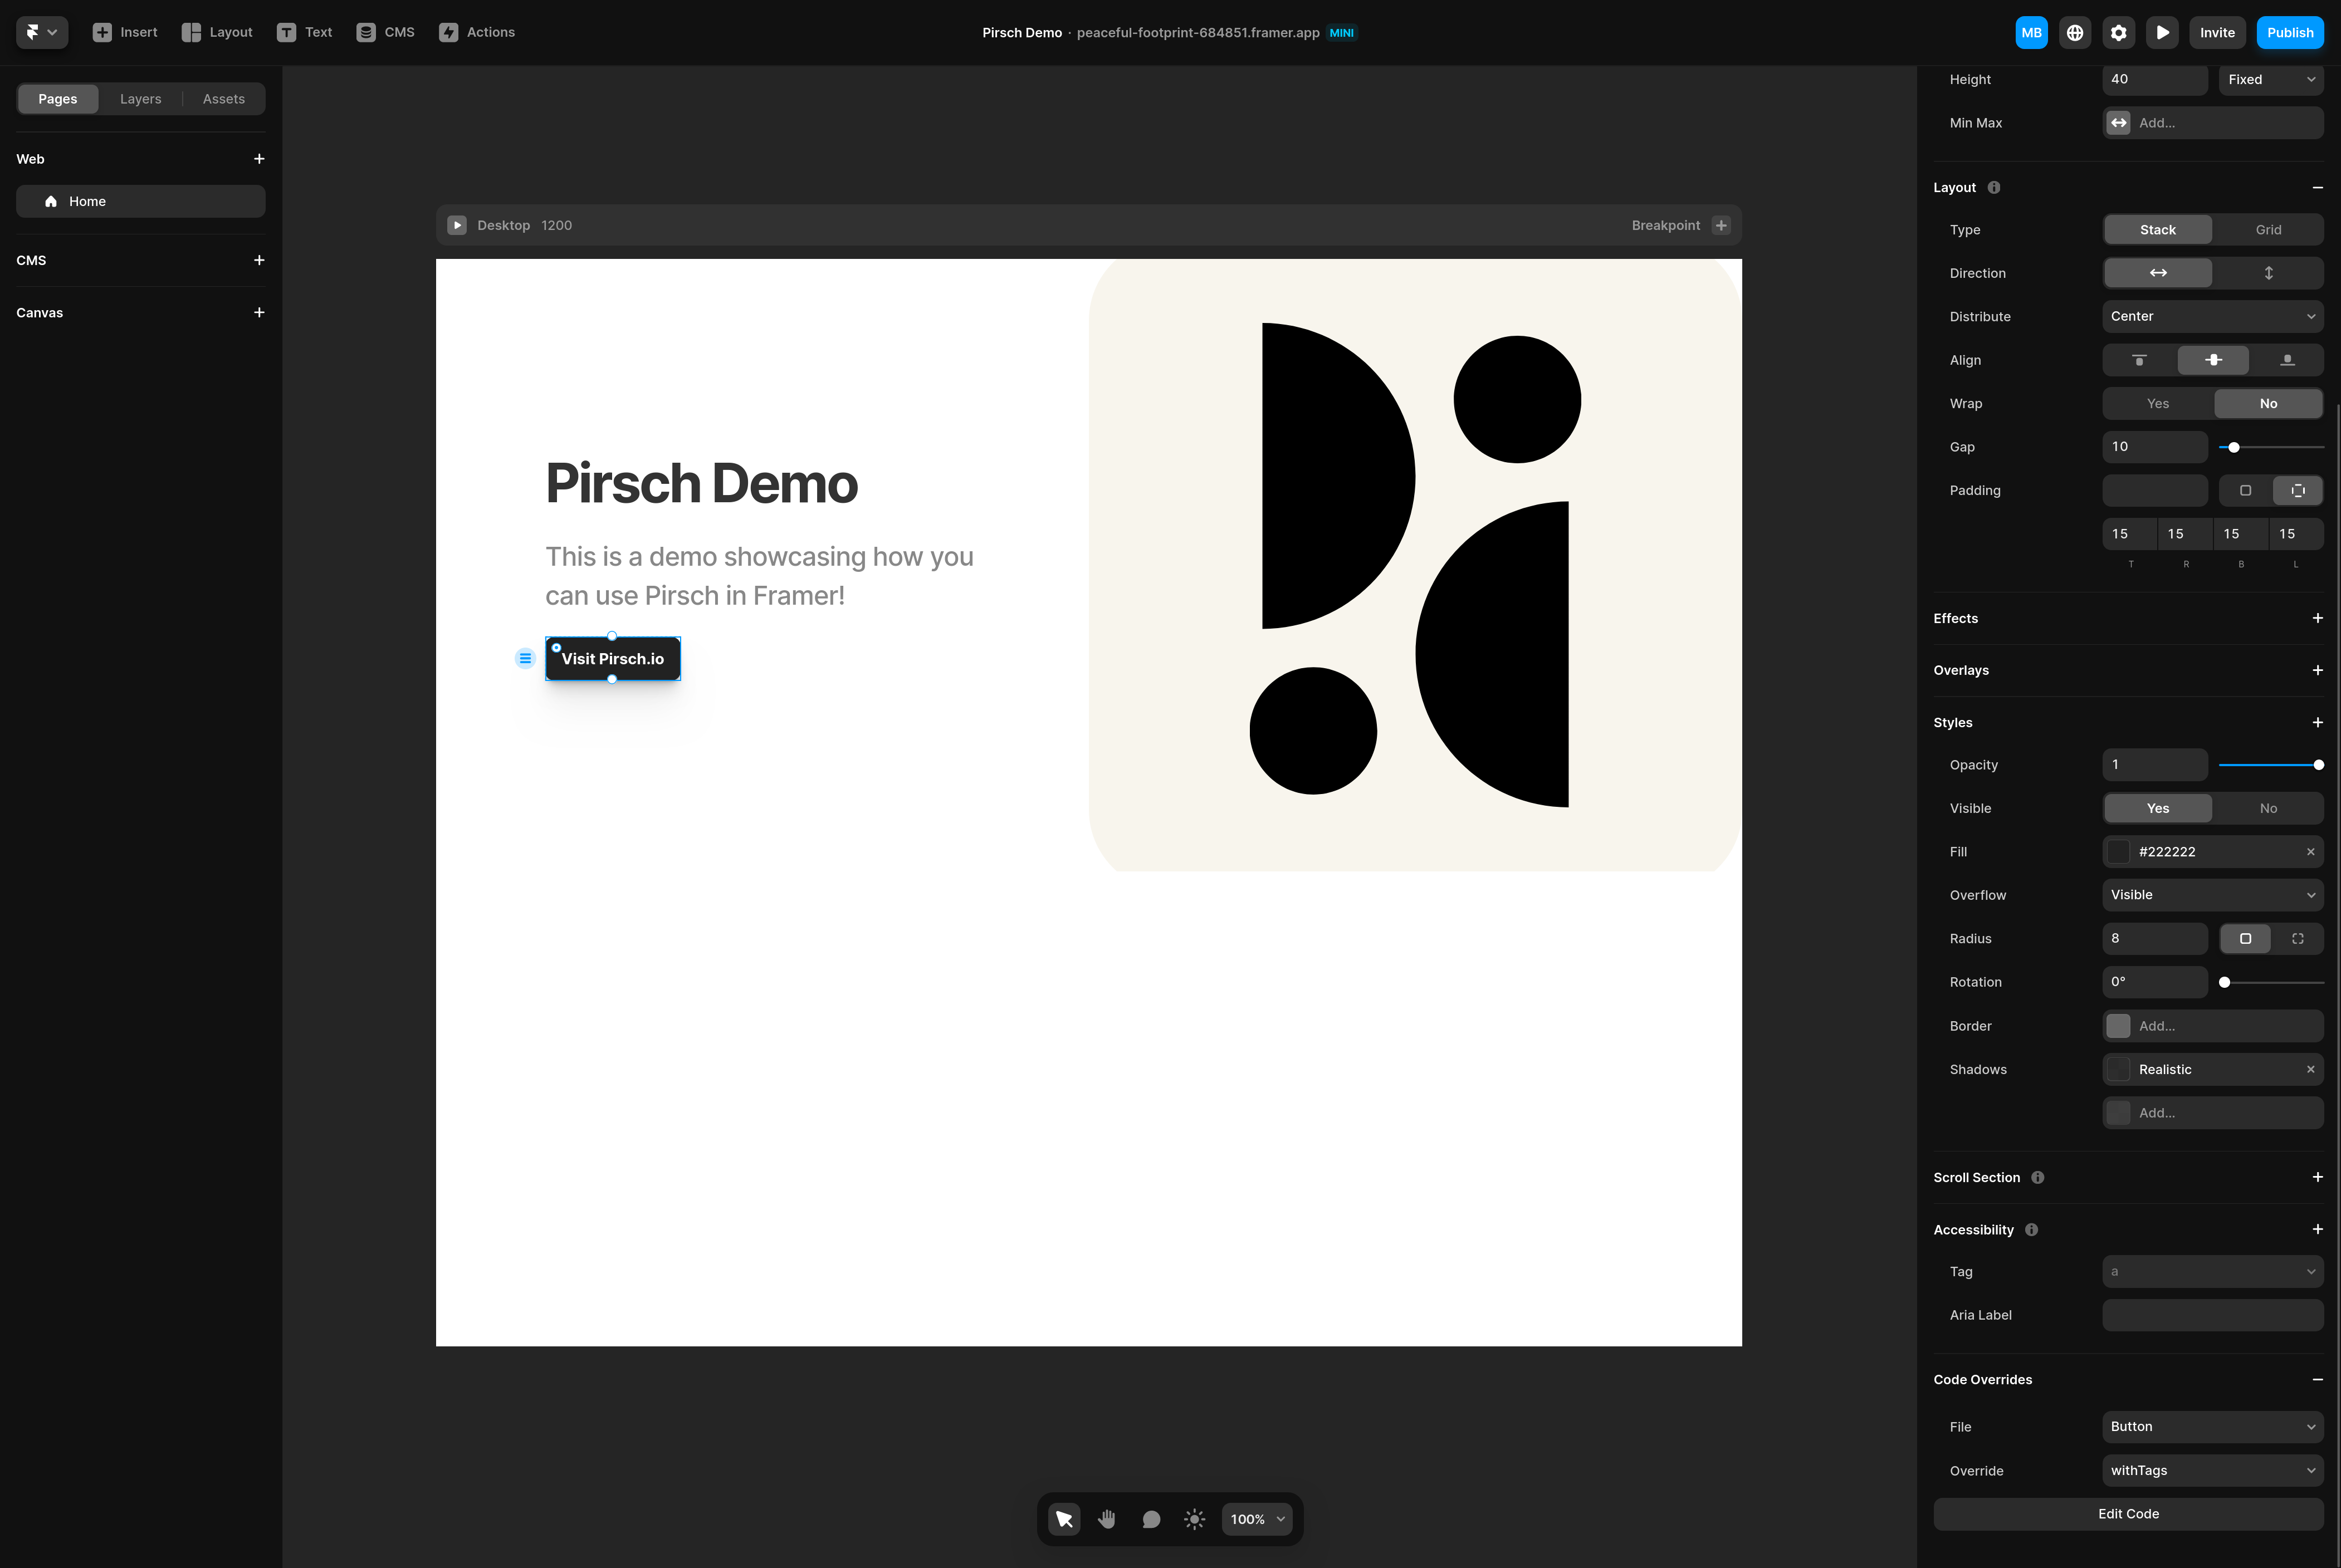 Insert
Layout
Text
CMS
Actions
Pirsch Demo · peaceful-footprint-684851.framer.app MINI
MB
Invite
Publish
Pages
Layers
Assets
Web
Home
CMS
Canvas
Desktop 1200
Breakpoint
Pirsch Demo
This is a demo showcasing how you
can use Pirsch in Framer!
Visit Pirsch.io
100%
Height 40 Fixed
Min Max Add...
Layout
Type Stack Grid
Direction
Distribute Center
Align
Wrap Yes No
Gap 10
Padding
15 15 15 15
T R B L
Effects
Overlays
Styles
Opacity 1
Visible Yes No
Fill #222222
Overflow Visible
Radius 8
Rotation 0°
Border Add...
Shadows Realistic
Add...
Scroll Section
Accessibility
Tag a
Aria Label
Code Overrides
File Button
Override withTags
Edit Code